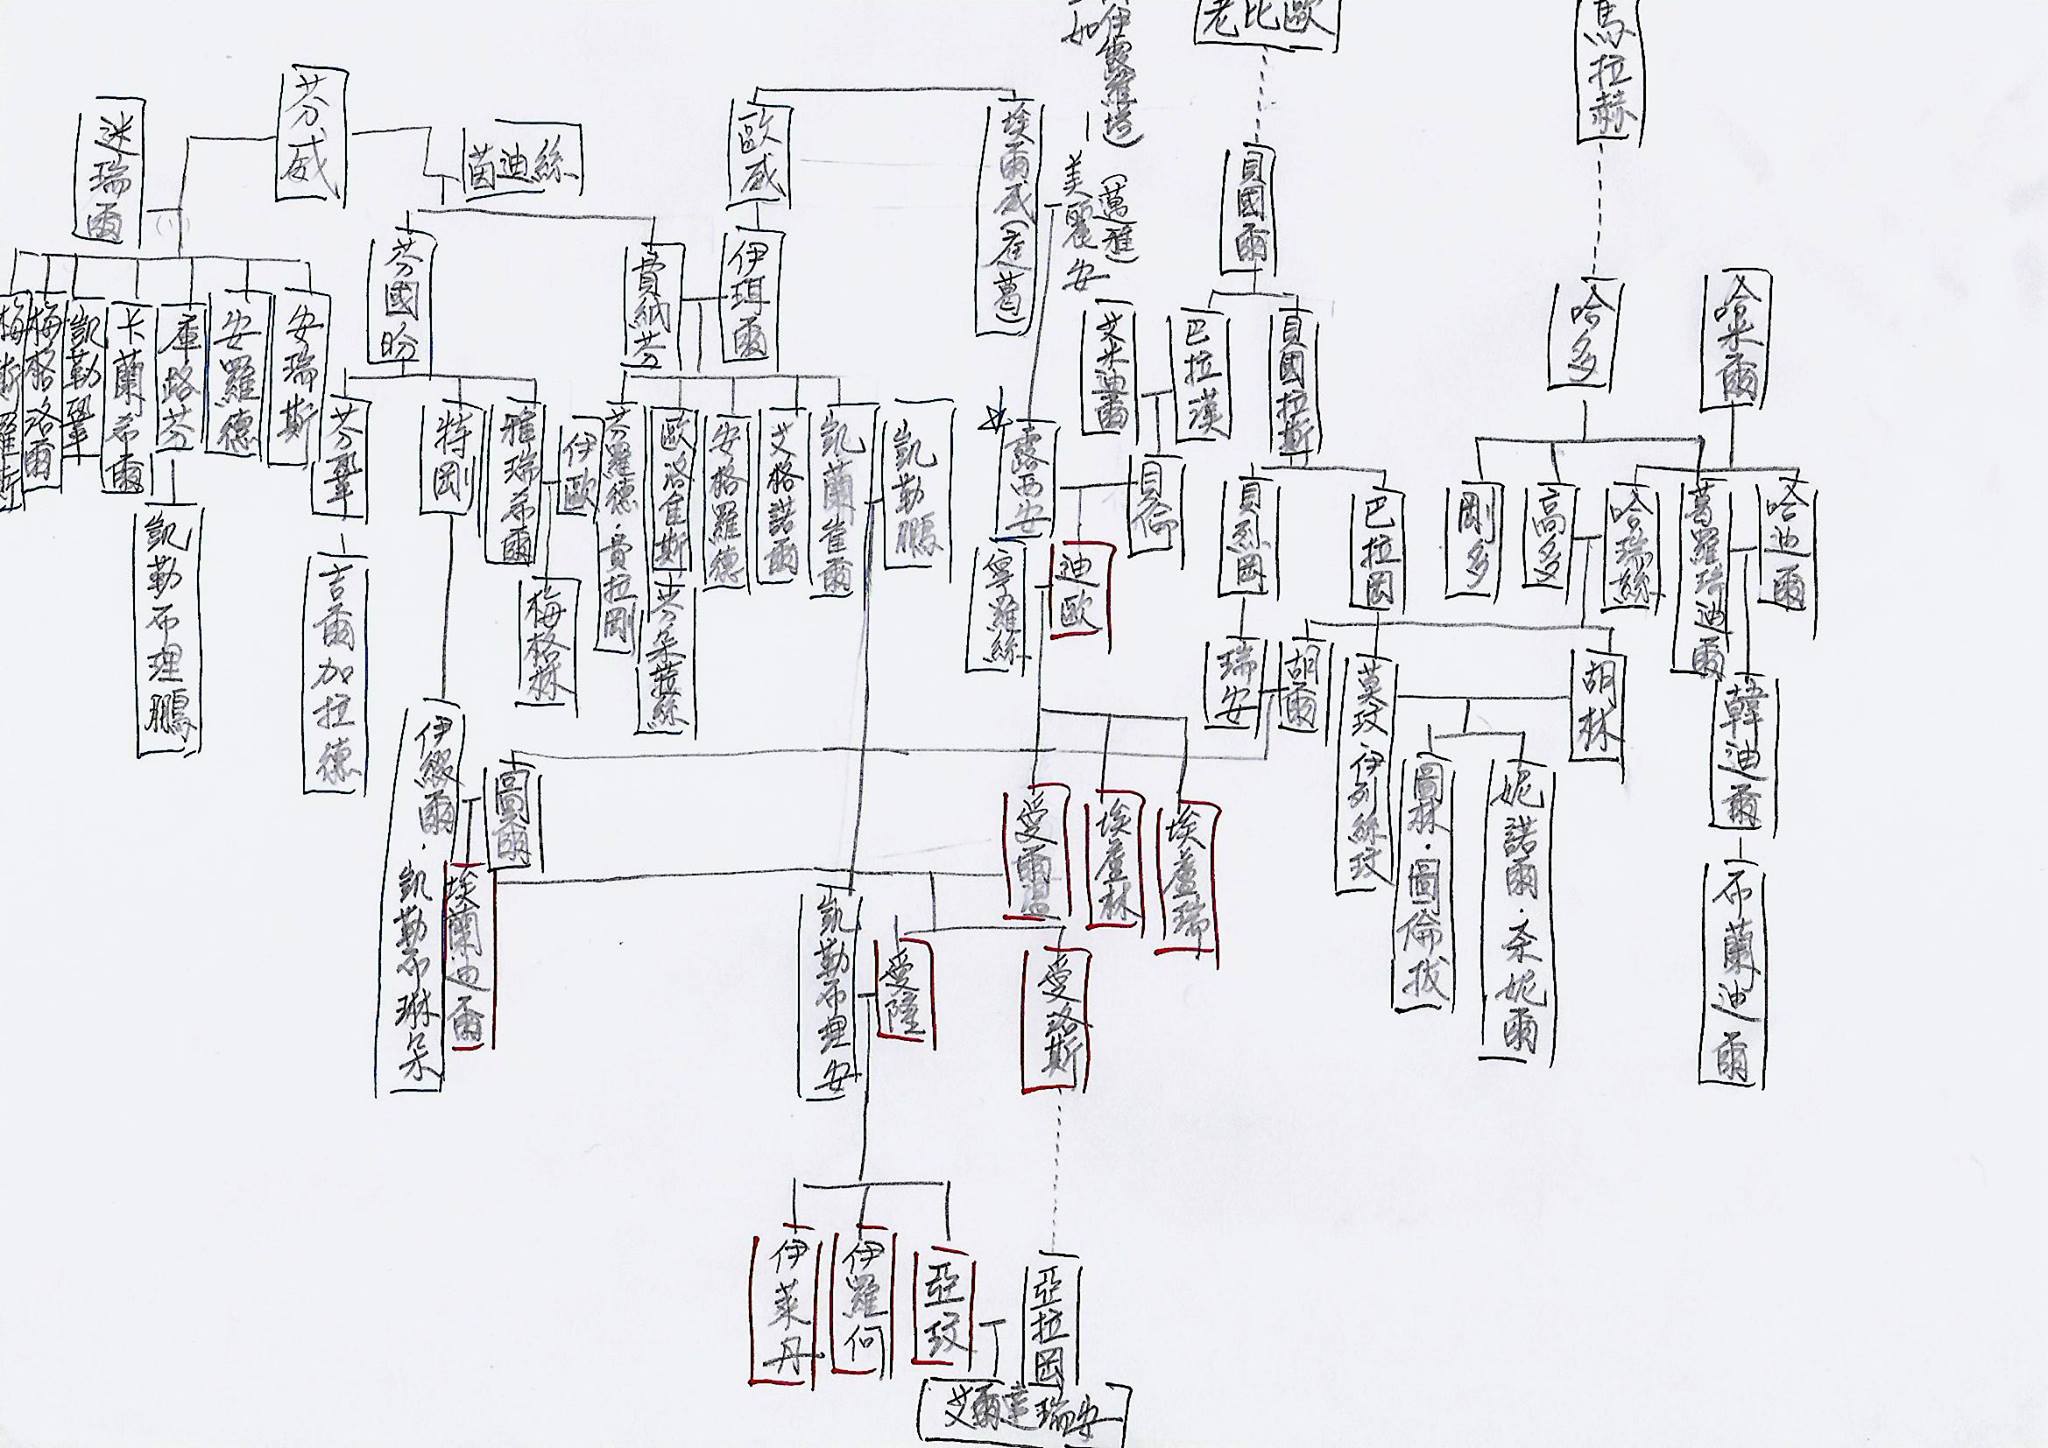 老比歐
馬拉赫
如伊露維塔）
迷瑞爾
芬威
茵迪絲
歐威
埃爾威（庭葛）
美麗安
（萬雅）
貝國爾
芬國昐
費納芬
伊珥爾
艾米迪爾
巴拉漢
貝國拉斯
哈多
哈米爾
梅斯羅斯
梅格洛爾
凱勒鞏
卡蘭希爾
庫路芬
安羅德
安瑞斯
芬鞏
特剛
雅瑞希爾
伊歐
芬羅德·費拉剛
歐洛隹斯
安格羅德
艾格諾爾
凱蘭崔爾
凱勒鵬
露西安
貝倫
貝烈岡
巴拉岡
剛多
高多
哈瑞絲
葛羅瑞迪爾
哈迪爾
凱勒布理鵬
吉爾加拉德
梅格林
芬朵菈絲
寧羅絲
迪歐
瑞安
胡爾
莫玟·伊列絲玟
胡林
韓迪爾
伊綴爾·凱勒布琳朵
圖爾
埃蘭迪爾
愛爾溫
埃盧林
埃盧瑞
圖林·圖倫拔
妮諾爾·奈妮爾
布蘭迪爾
凱勒布理安
愛隆
愛洛斯
伊萊丹
伊羅何
亞玟
亞拉岡
艾爾達瑞安